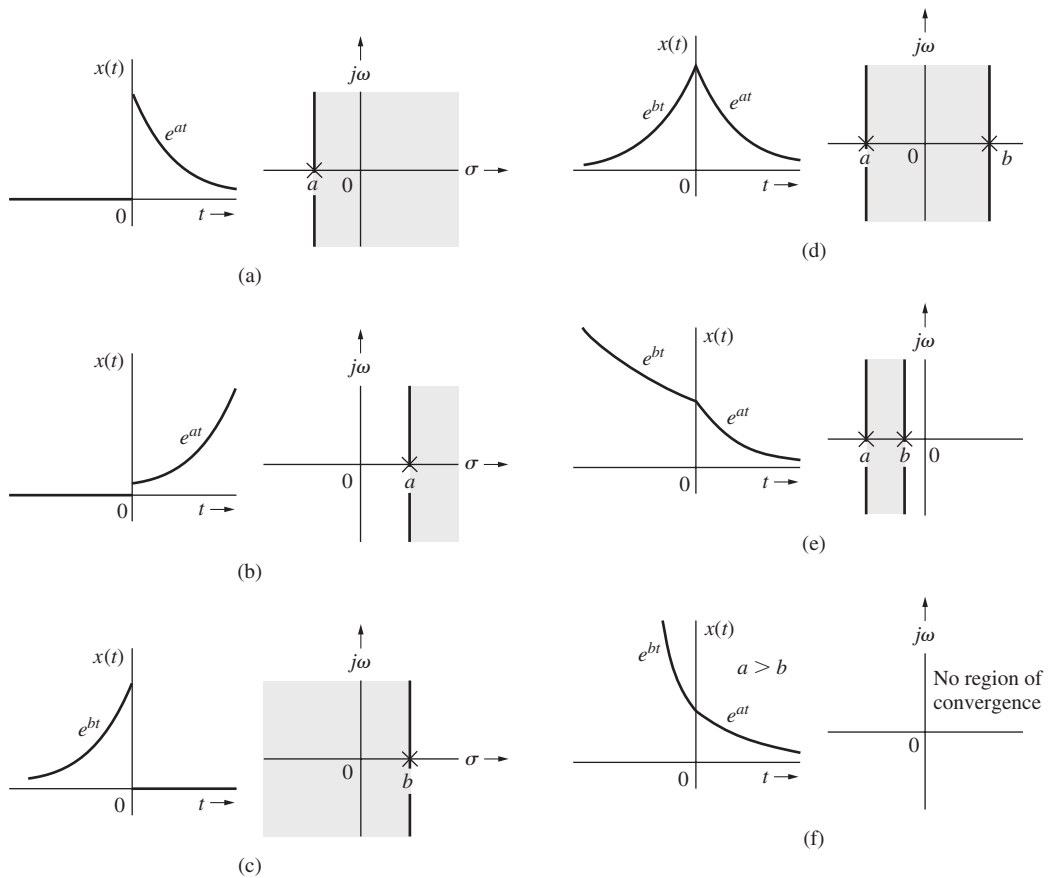 x(t)
e^{at}
0
t →
jω
a
0
σ →
(a)
x(t)
e^{at}
0
t →
jω
0
a
σ →
(b)
x(t)
e^{bt}
0
t →
jω
0
b
σ →
(c)
x(t)
e^{bt}
e^{at}
0
t →
jω
a
0
b
(d)
x(t)
e^{bt}
e^{at}
0
t →
jω
a
b
0
(e)
x(t)
e^{bt}
a > b
e^{at}
0
t →
jω
No region of
convergence
0
(f)